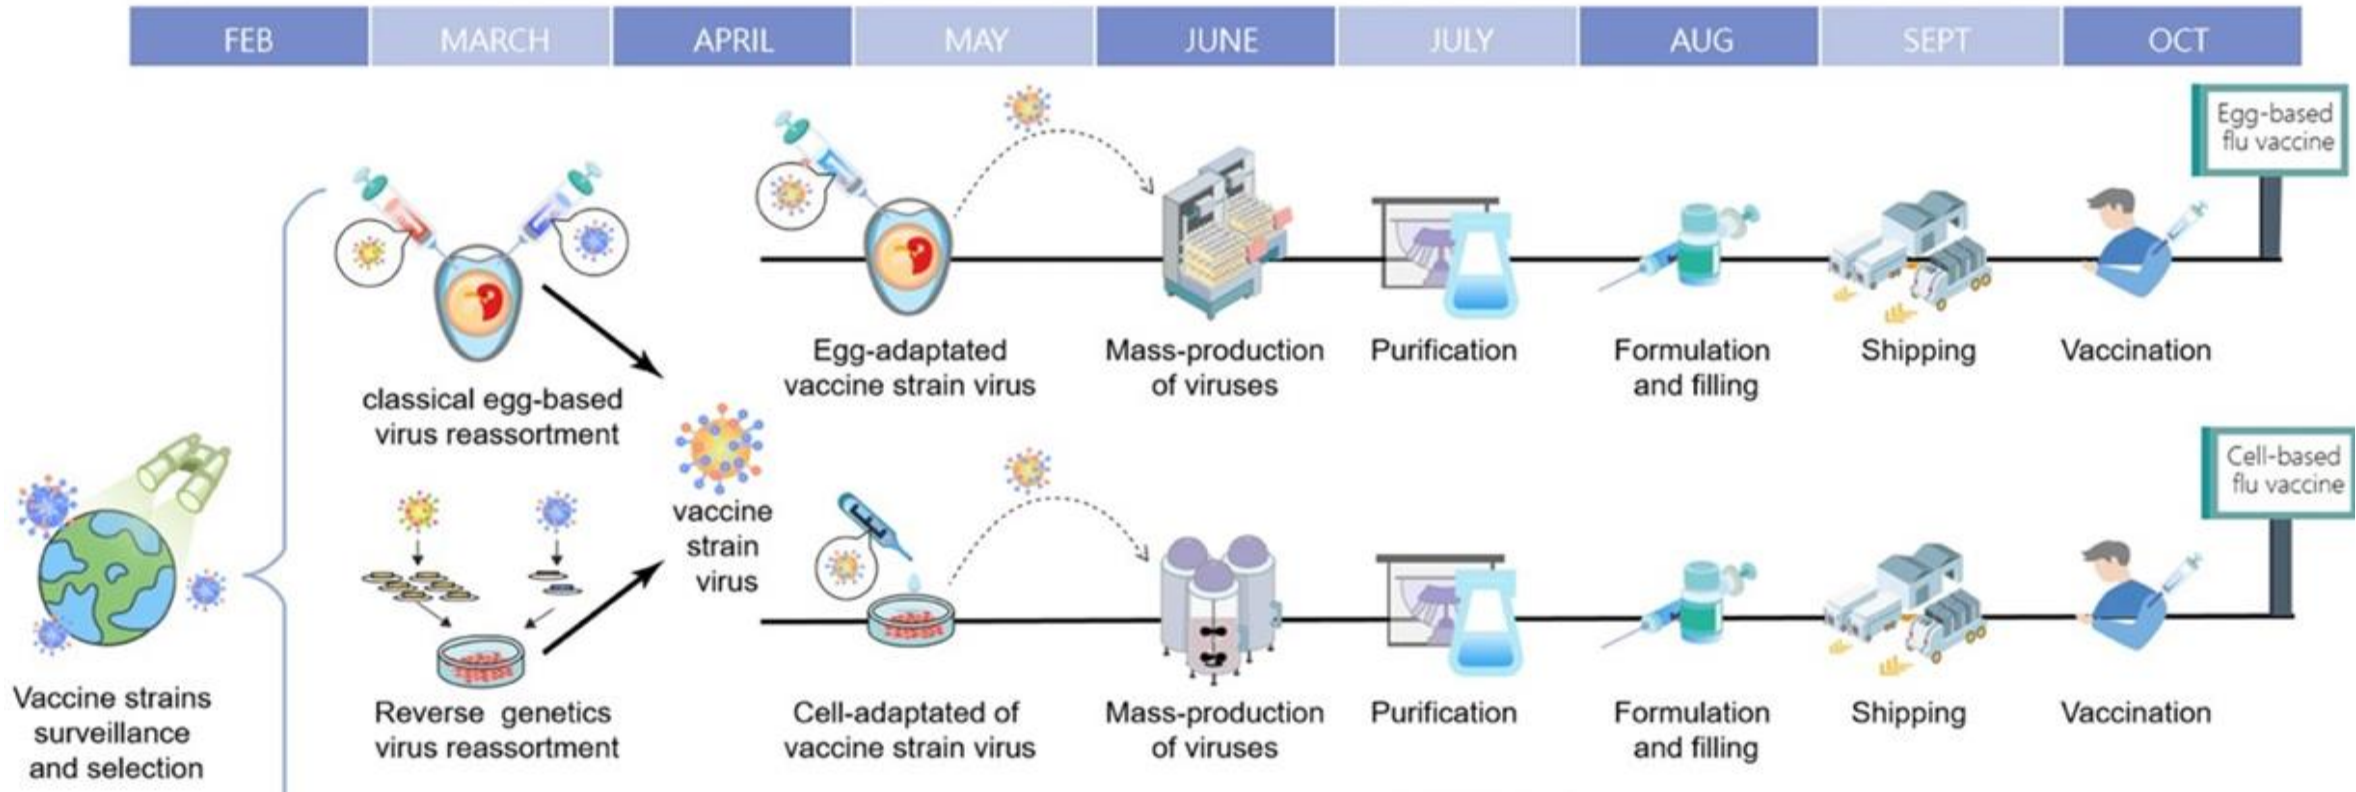 FEB
MARCH
APRIL
MAY
JUNE
JULY
AUG
SEPT
OCT
Egg-based
flu vaccine
classical egg-based
virus reassortment
Egg-adaptated
vaccine strain virus
Mass-production
of viruses
Purification
Formulation
and filling
Shipping
Vaccination
vaccine
strain
virus
Cell-based
flu vaccine
Vaccine strains
surveillance
and selection
Reverse genetics
virus reassortment
Cell-adaptated of
vaccine strain virus
Mass-production
of viruses
Purification
Formulation
and filling
Shipping
Vaccination